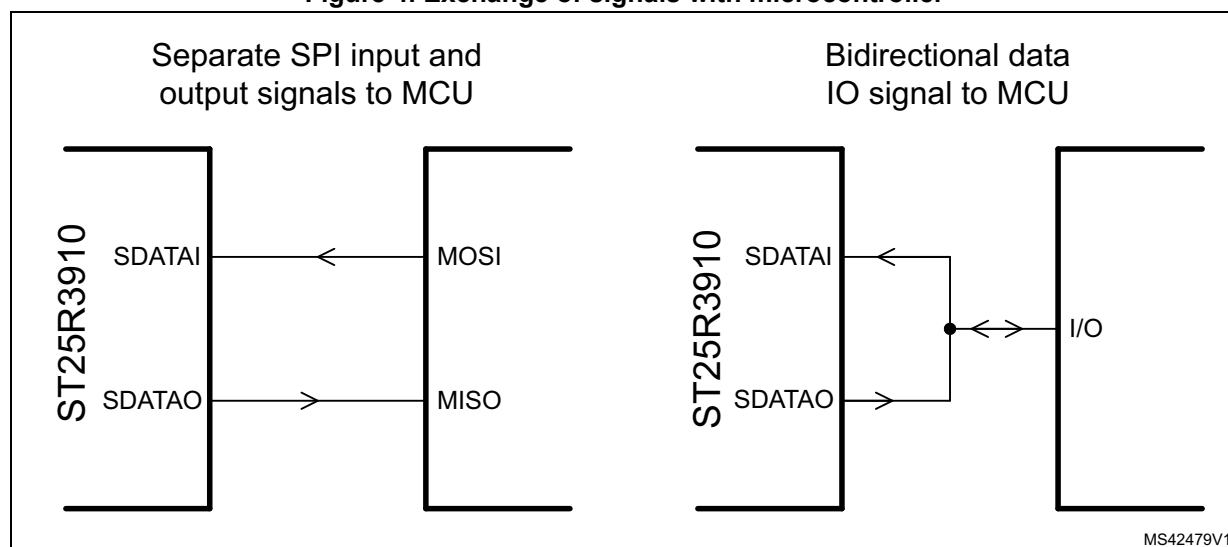 Figure 4. Exchange of signals with microcontroller
Separate SPI input and
output signals to MCU
ST25R3910
SDATAI
MOSI
SDATAO
MISO
Bidirectional data
IO signal to MCU
ST25R3910
SDATAI
I/O
SDATAO
MS42479V1